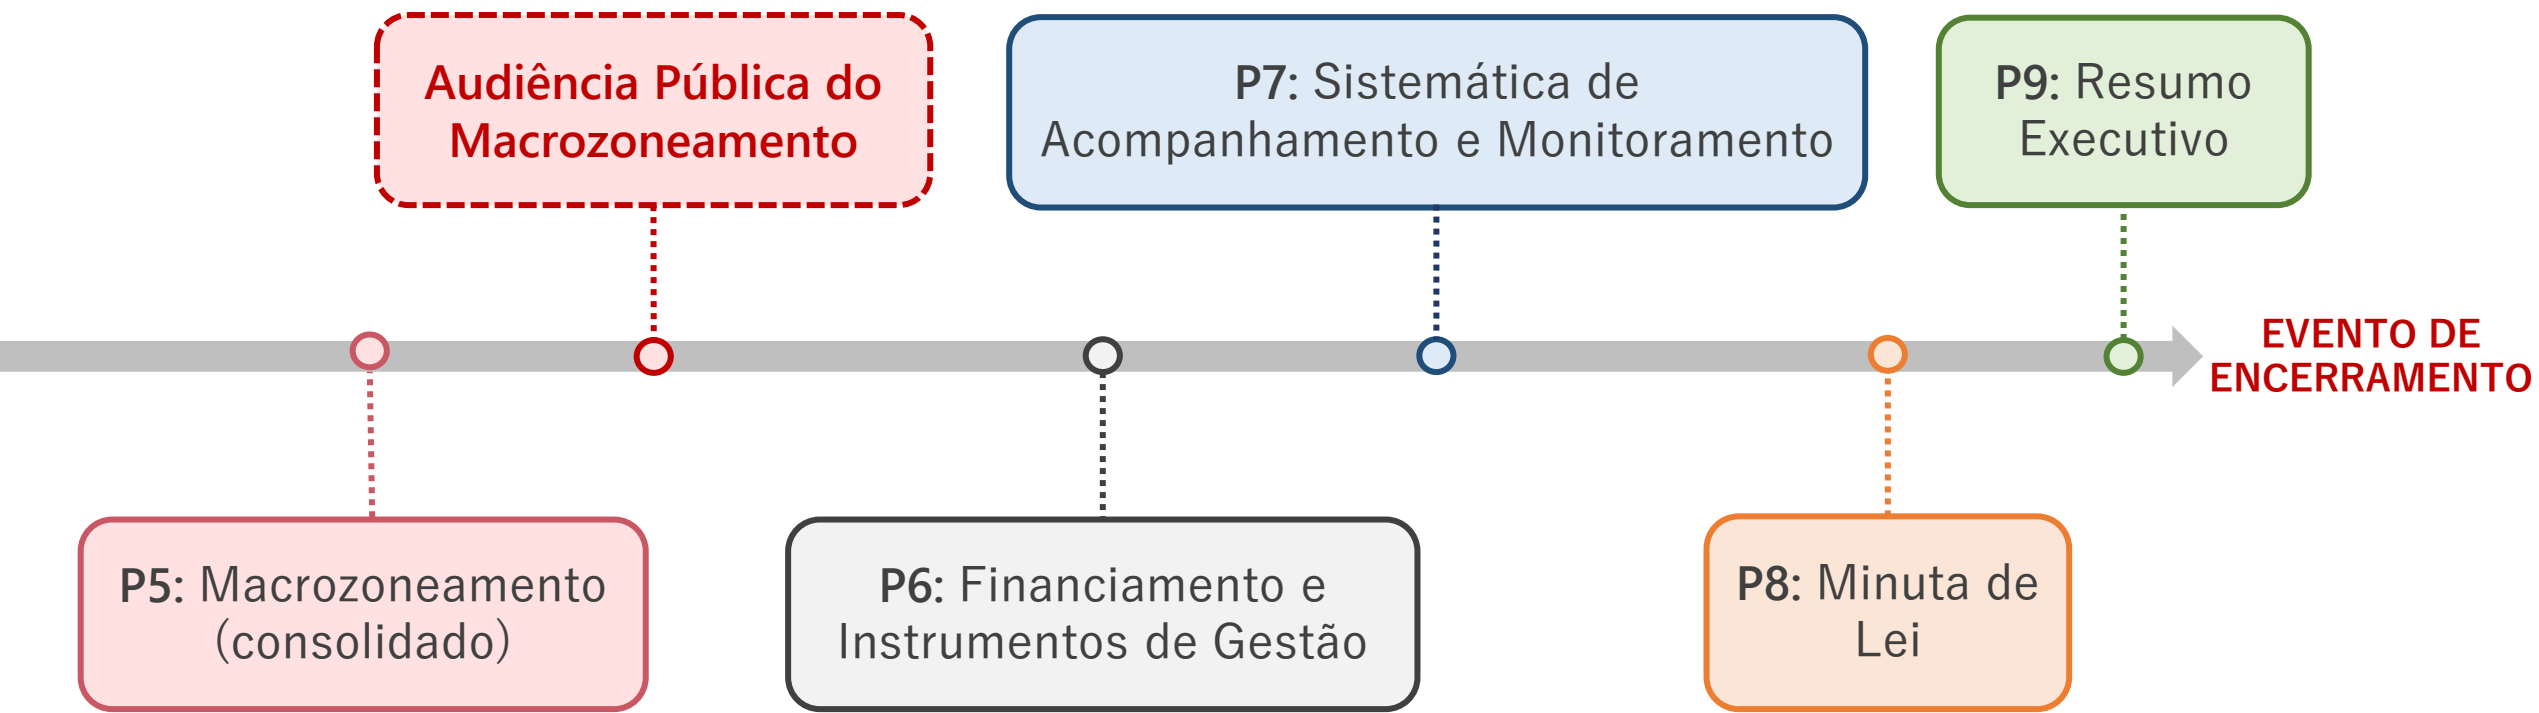 Audiência Pública do
Macrozoneamento
P7: Sistemática de
Acompanhamento e Monitoramento
P9: Resumo
Executivo
EVENTO DE
ENCERRAMENTO
P5: Macrozoneamento
(consolidado)
P6: Financiamento e
Instrumentos de Gestão
P8: Minuta de
Lei